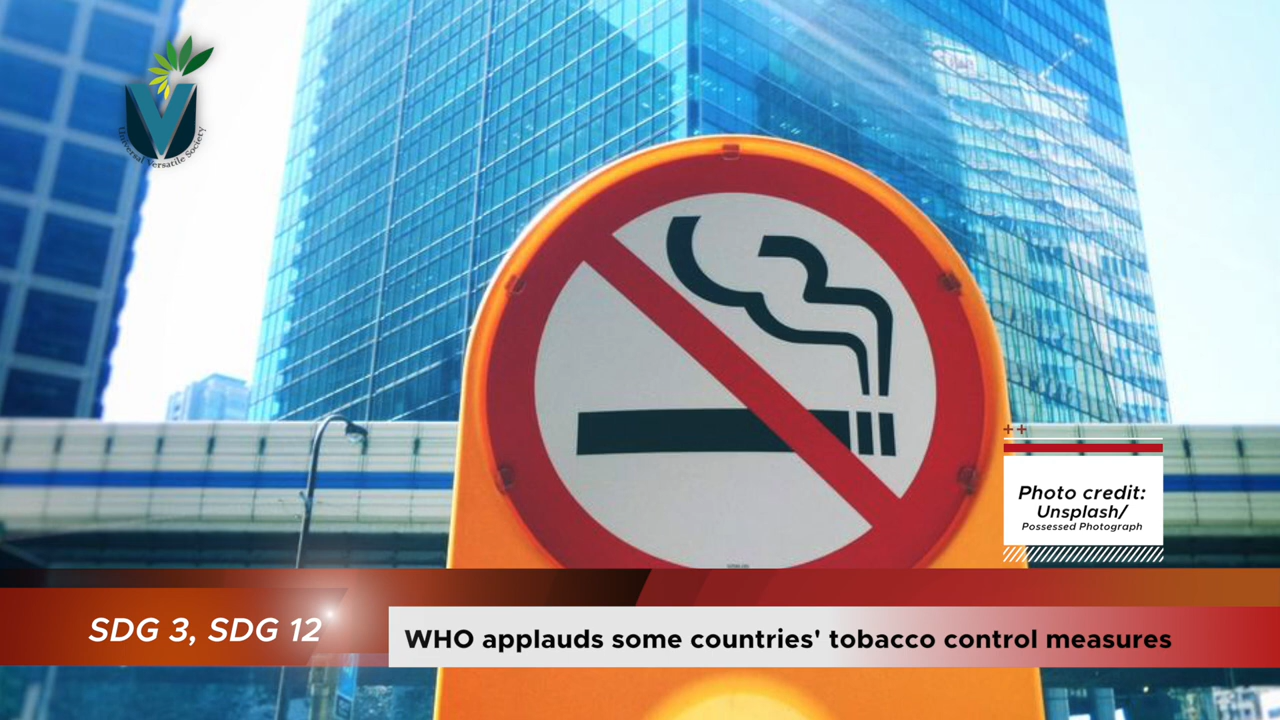 Universal Versatile Society
Photo credit:
Unsplash/
Possessed Photograph
SDG 3, SDG 12
WHO applauds some countries' tobacco control measures